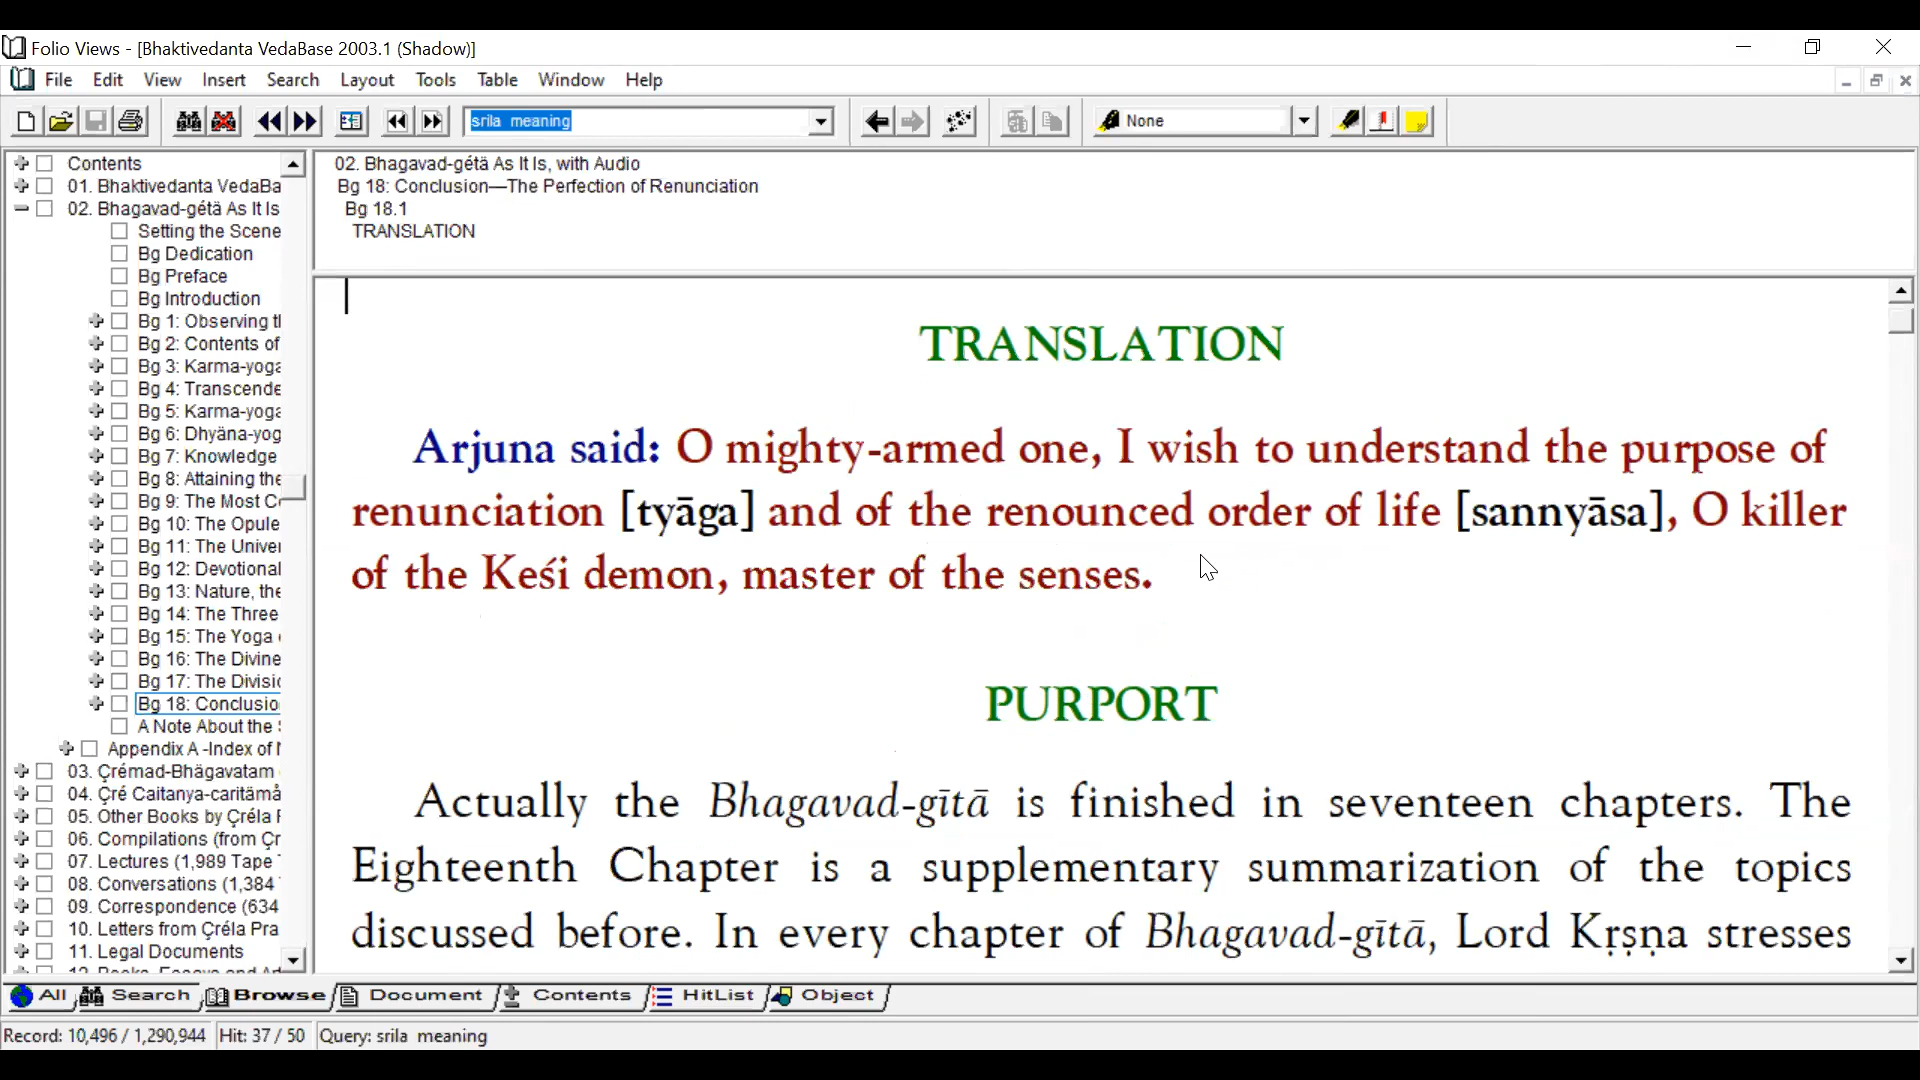 Folio Views - [Bhaktivedanta VedaBase 2003.1 (Shadow)]
File Edit View Insert Search Layout Tools Table Window Help
srila meaning
None
Contents
01. Bhaktivedanta VedaBa
02. Bhagavad-gétä As It Is
Setting the Scene
Bg Dedication
Bg Preface
Bg Introduction
Bg 1: Observing tl
Bg 2: Contents of
Bg 3: Karma-yoga
Bg 4: Transcende
Bg 5: Karma-yoga
Bg 6: Dhyäna-yog
Bg 7: Knowledge
Bg 8: Attaining the
Bg 9: The Most C
Bg 10: The Opule
Bg 11: The Univer
Bg 12: Devotional
Bg 13: Nature, the
Bg 14: The Three
Bg 15: The Yoga
Bg 16: The Divine
Bg 17: The Divisic
Bg 18: Conclusio
A Note About the
Appendix A -Index of
03. Çrémad-Bhägavatam
04. Çré Caitanya-caritämå
05. Other Books by Çréla
06. Compilations (from Çr
07. Lectures (1,989 Tape
08. Conversations (1,384
09. Correspondence (634
10. Letters from Çréla Pra
11. Legal Documents
02. Bhagavad-gétä As It Is, with Audio
Bg 18: Conclusion—The Perfection of Renunciation
Bg 18.1
TRANSLATION
TRANSLATION
Arjuna said: O mighty-armed one, I wish to understand the purpose of
renunciation [tyāga] and of the renounced order of life [sannyāsa], O killer
of the Keśi demon, master of the senses.
PURPORT
Actually the Bhagavad-gītā is finished in seventeen chapters. The
Eighteenth Chapter is a supplementary summarization of the topics
discussed before. In every chapter of Bhagavad-gītā, Lord Kṛṣṇa stresses
All Search Browse Document Contents HitList Object
Record: 10,496 / 1,290,944 Hit: 37 / 50 Query: srila meaning